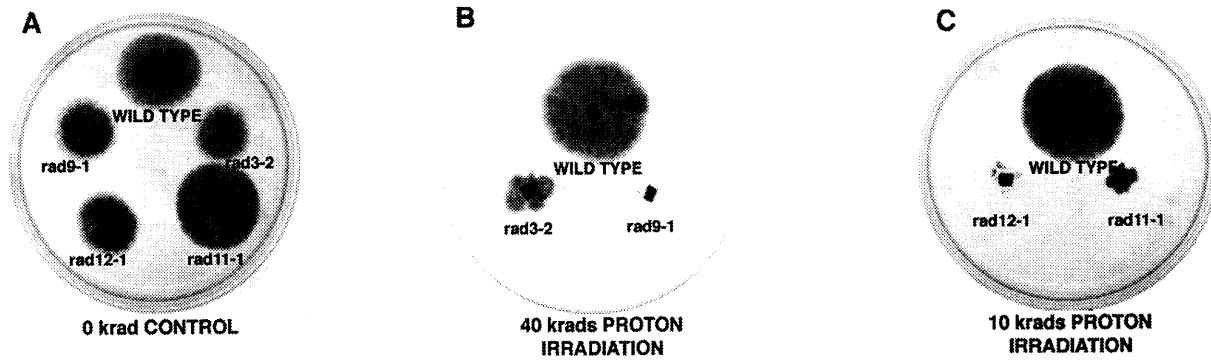 A
WILD TYPE
rad9-1
rad3-2
rad12-1
rad11-1
0 krad CONTROL
B
WILD TYPE
rad3-2
rad9-1
40 krads PROTON
IRRADIATION
C
WILD TYPE
rad12-1
rad11-1
10 krads PROTON
IRRADIATION